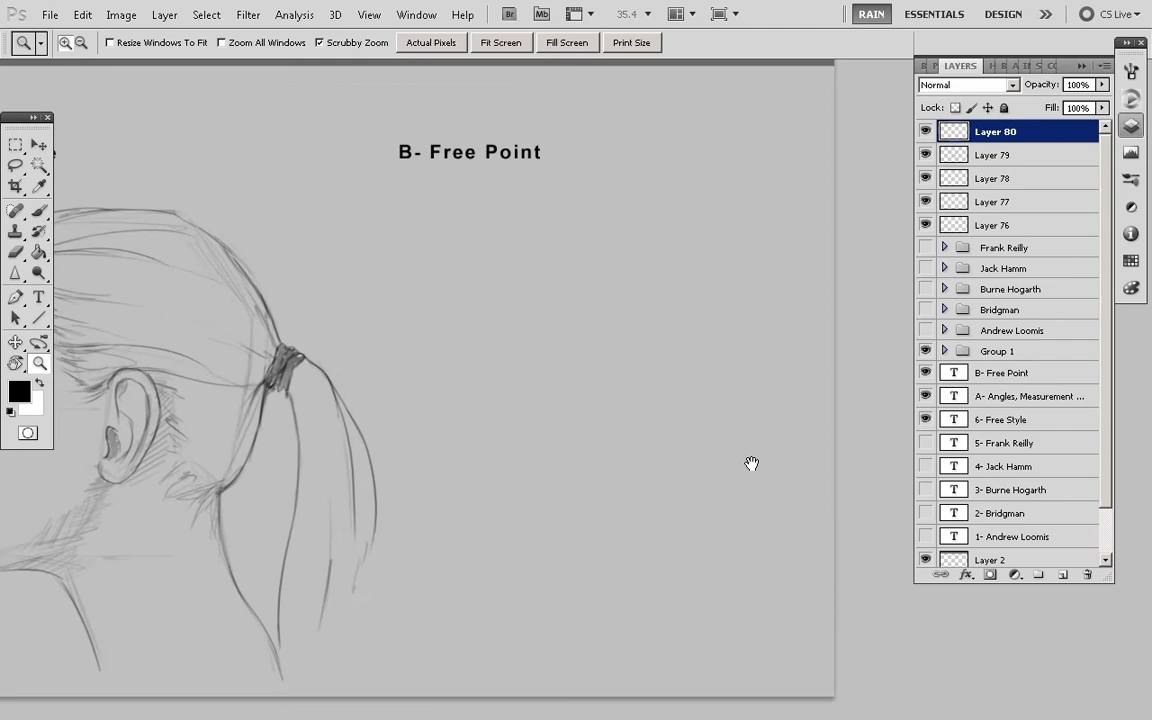 Ps File Edit Image Layer Select Filter Analysis 3D View Window Help Br Mb 35.4 RAIN ESSENTIALS DESIGN CS Live
Resize Windows To Fit Zoom All Windows Scrubby Zoom Actual Pixels Fit Screen Fill Screen Print Size
LAYERS
Normal Opacity: 100%
Lock: Fill: 100%
Layer 80
Layer 79
Layer 78
Layer 77
Layer 76
Frank Reilly
Jack Hamm
Burne Hogarth
Bridgman
Andrew Loomis
Group 1
T B- Free Point
T A- Angles, Measurement ...
T 6- Free Style
T 5- Frank Reilly
T 4- Jack Hamm
T 3- Burne Hogarth
T 2- Bridgman
T 1- Andrew Loomis
Layer 2
B- Free Point